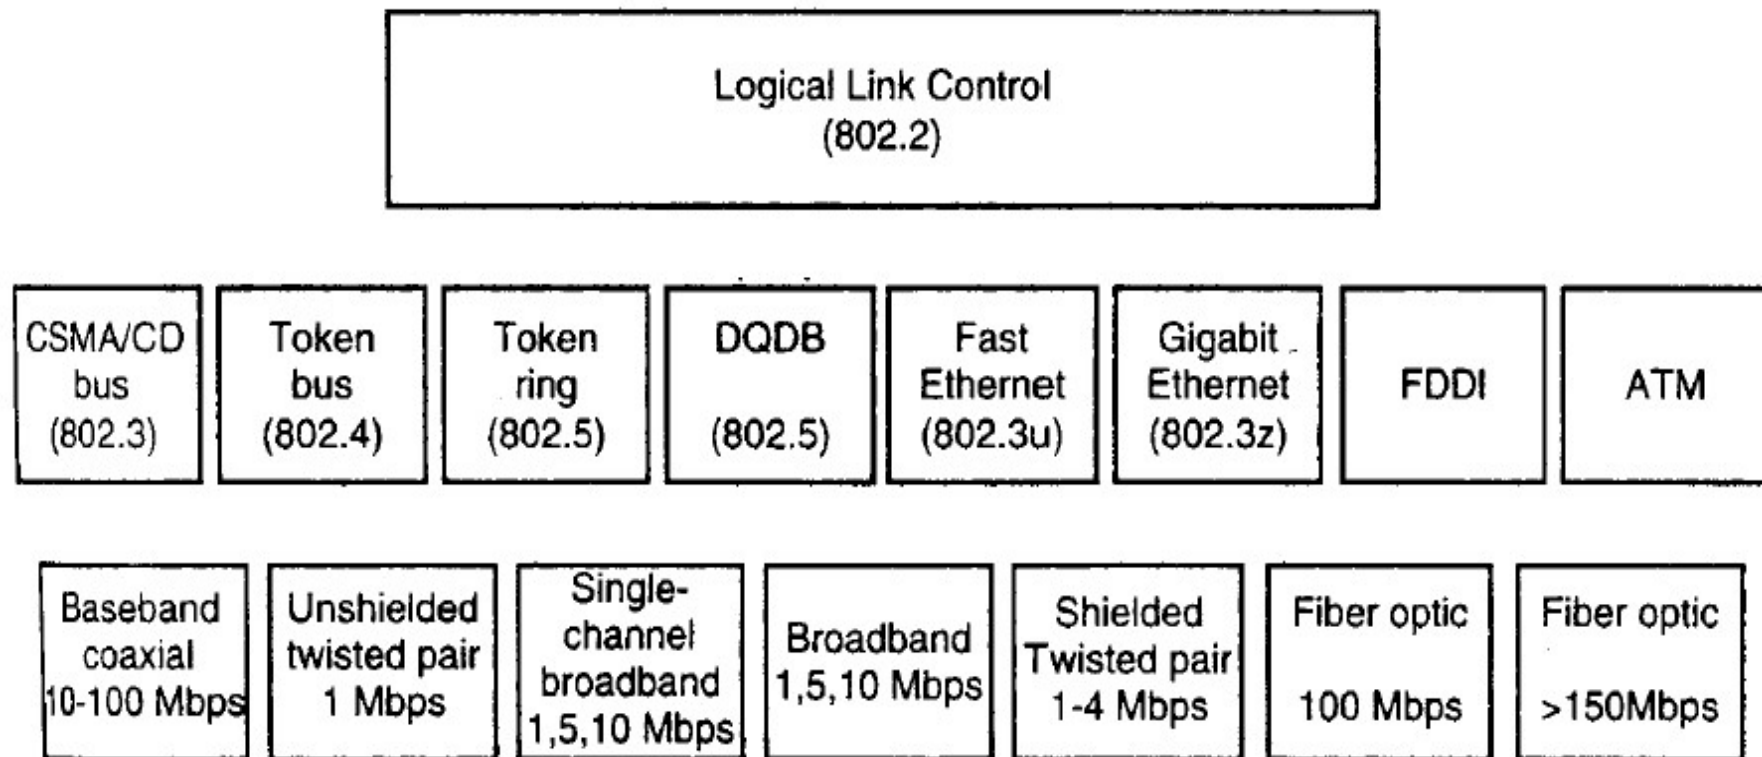 Logical Link Control
(802.2)
CSMA/CD
bus
(802.3)
Token
bus
(802.4)
Token
ring
(802.5)
DQDB
(802.5)
Fast
Ethernet
(802.3u)
Gigabit
Ethernet
(802.3z)
FDDI
ATM
Baseband
coaxial
10-100 Mbps
Unshielded
twisted pair
1 Mbps
Single-
channel
broadband
1,5,10 Mbps
Broadband
1,5,10 Mbps
Shielded
Twisted pair
1-4 Mbps
Fiber optic
100 Mbps
Fiber optic
>150Mbps